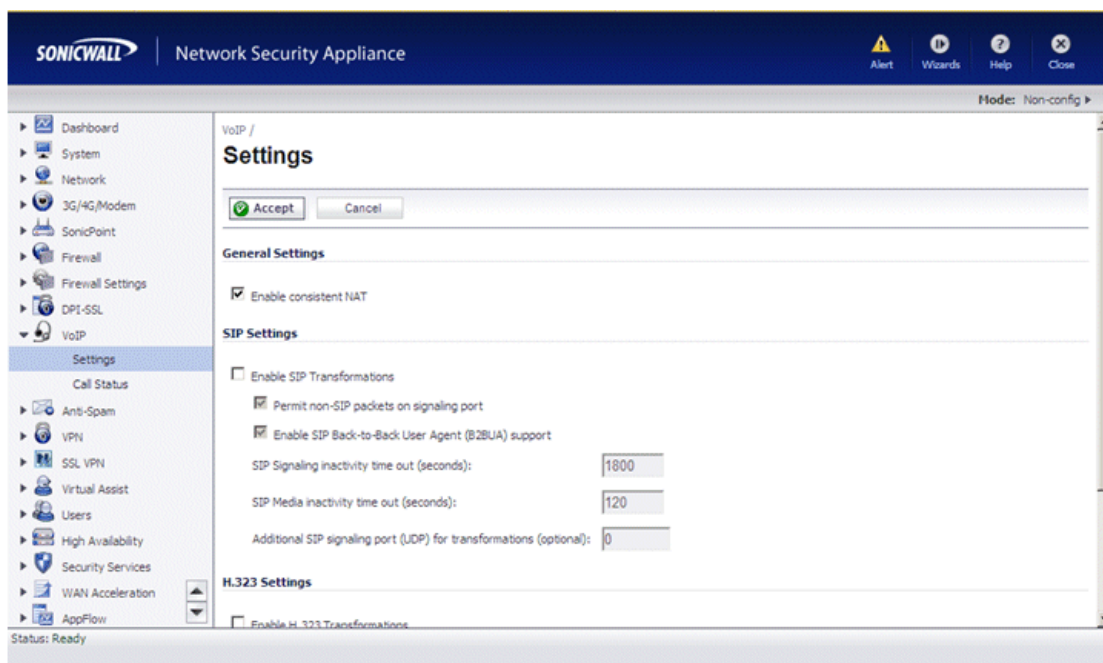 SONICWALL | Network Security Appliance
Alert
Wizards
Help
Close
Mode: Non-config
Dashboard
System
Network
3G/4G/Modem
SonicPoint
Firewall
Firewall Settings
DPI-SSL
VoIP
Settings
Call Status
Anti-Spam
VPN
SSL VPN
Virtual Assist
Users
High Availability
Security Services
WAN Acceleration
AppFlow
VoIP /
Settings
Accept
Cancel
General Settings
Enable consistent NAT
SIP Settings
Enable SIP Transformations
Permit non-SIP packets on signaling port
Enable SIP Back-to-Back User Agent (B2BUA) support
SIP Signaling inactivity time out (seconds): 1800
SIP Media inactivity time out (seconds): 120
Additional SIP signaling port (UDP) for transformations (optional): 0
H.323 Settings
Enable H.323 Transformations
Status: Ready